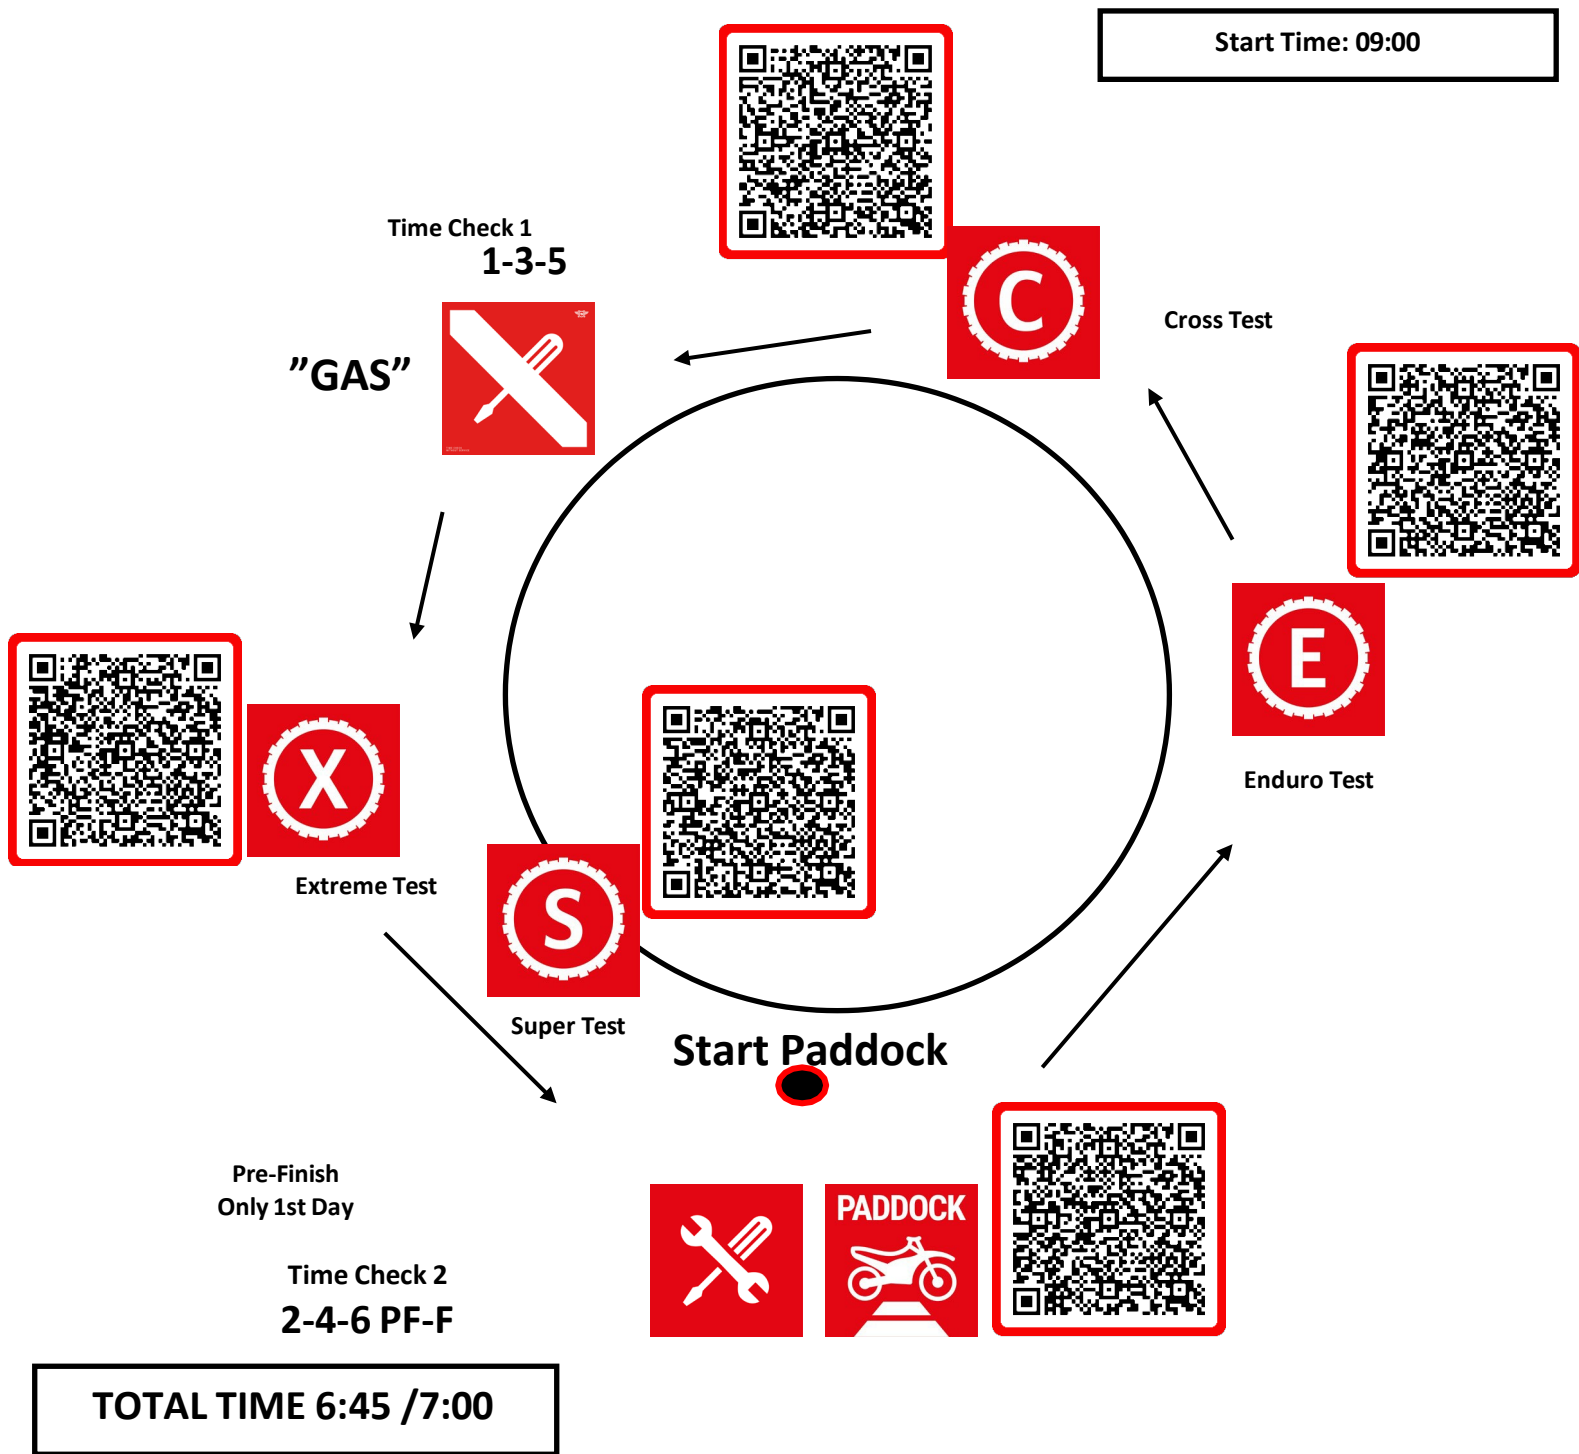 Start Time: 09:00
Time Check 1
1-3-5
C
Cross Test
”GAS”
E
Enduro Test
X
Extreme Test
S
Super Test
Start Paddock
Pre-Finish
Only 1st Day
PADDOCK
Time Check 2
2-4-6 PF-F
TOTAL TIME 6:45 /7:00